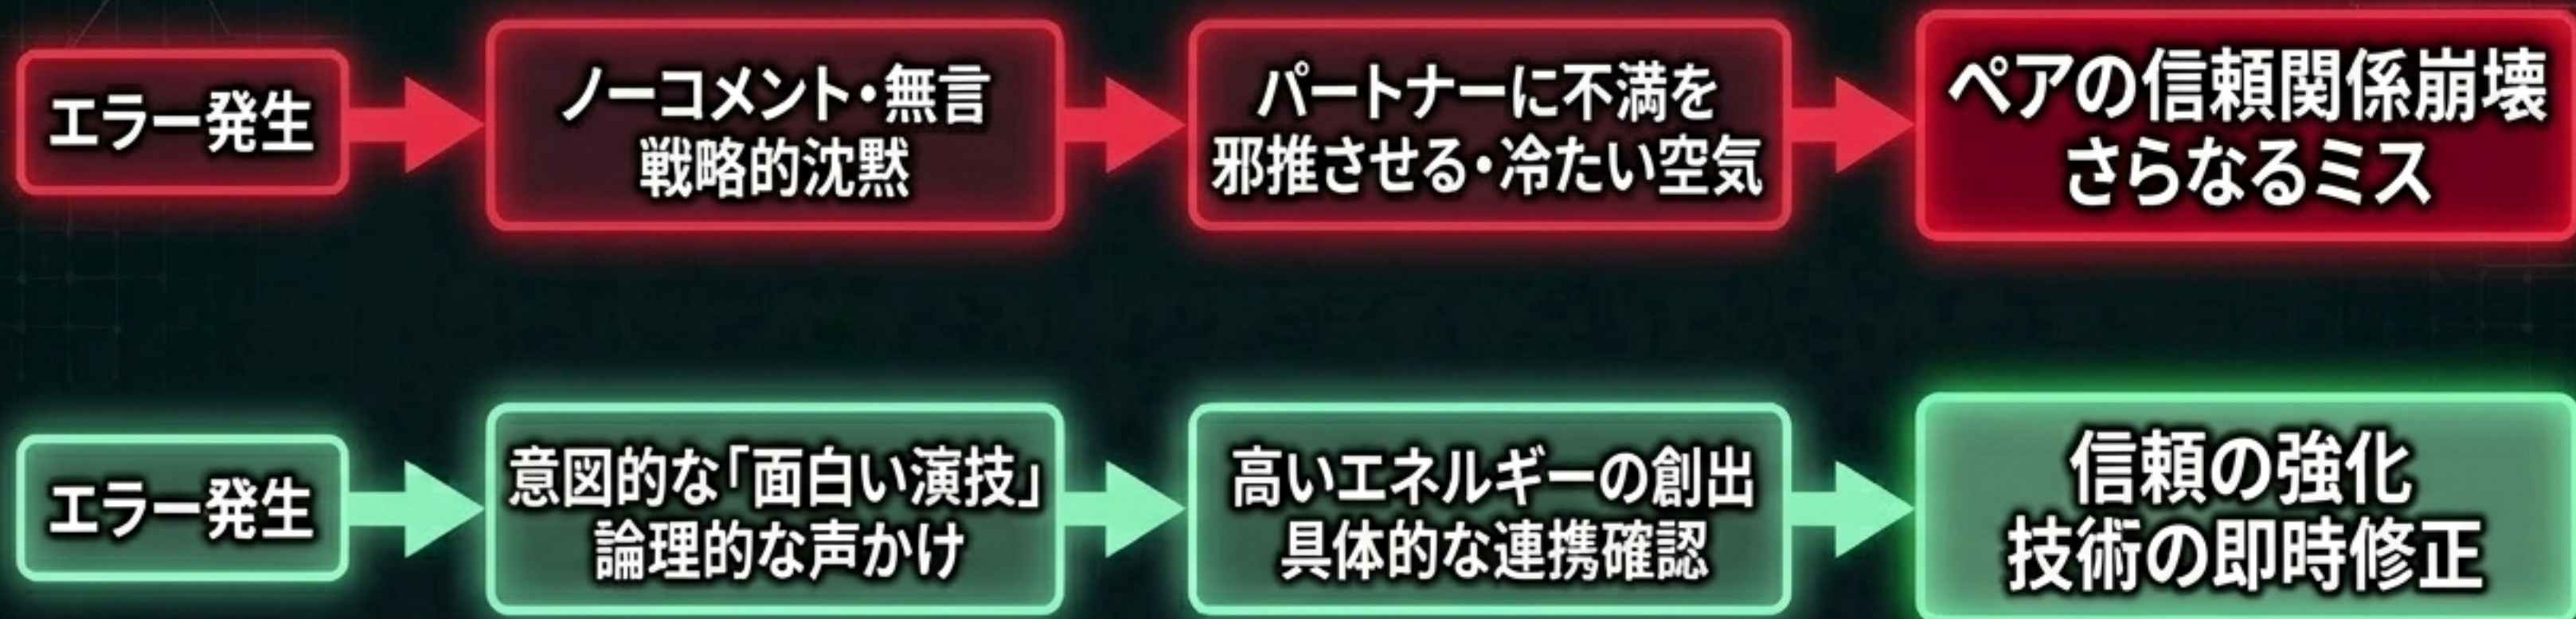 エラー発生
ノーコメント・無言
戦略的沈黙
パートナーに不満を
邪推させる・冷たい空気
ペアの信頼関係崩壊
さらなるミス
エラー発生
意図的な「面白い演技」
論理的な声かけ
高いエネルギーの創出
具体的な連携確認
信頼の強化
技術の即時修正